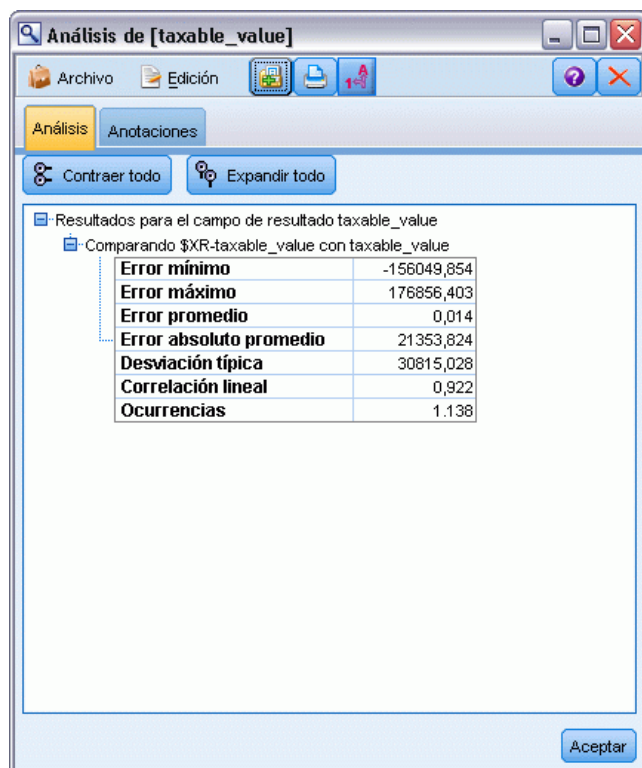 Análisis de [taxable_value]
Archivo Edición
Análisis Anotaciones
Contraer todo Expandir todo
Resultados para el campo de resultado taxable_value
Comparando $XR-taxable_value con taxable_value
Error mínimo -156049,854
Error máximo 176856,403
Error promedio 0,014
Error absoluto promedio 21353,824
Desviación típica 30815,028
Correlación lineal 0,922
Ocurrencias 1.138
Aceptar